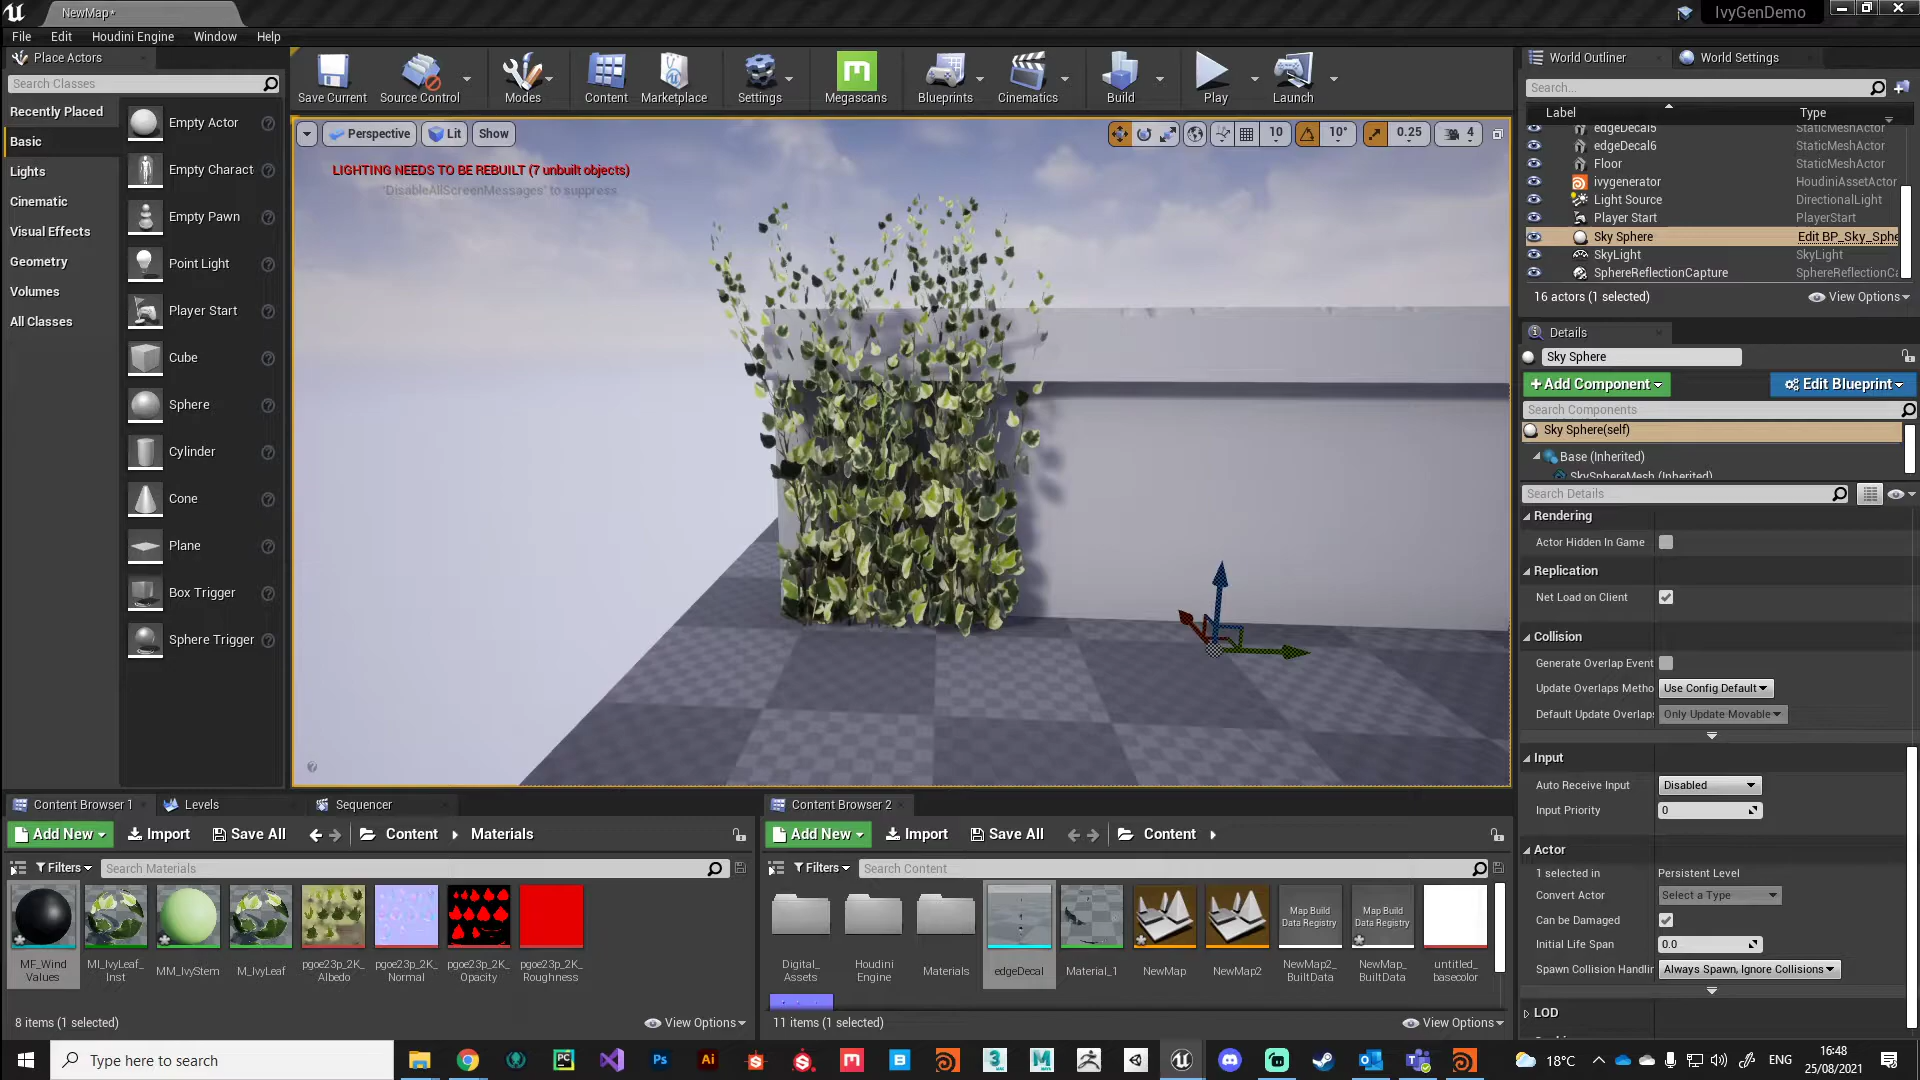 NewMap*
IvyGenDemo
File
Edit
Houdini Engine
Window
Help
Place Actors
Search Classes
Recently Placed
Basic
Lights
Cinematic
Visual Effects
Geometry
Volumes
All Classes
Empty Actor
Empty Charact
Empty Pawn
Point Light
Player Start
Cube
Sphere
Cylinder
Cone
Plane
Box Trigger
Sphere Trigger
Save Current
Source Control
Modes
Content
Marketplace
Settings
Megascans
Blueprints
Cinematics
Build
Play
Launch
Perspective
Lit
Show
10
10°
0.25
4
LIGHTING NEEDS TO BE REBUILT (7 unbuilt objects)
'DisableAllScreenMessages' to suppress
World Outliner
World Settings
Search...
Label
Type
edgeDecal5
StaticMeshActor
edgeDecal6
StaticMeshActor
Floor
StaticMeshActor
ivygenerator
HoudiniAssetActor
Light Source
DirectionalLight
Player Start
PlayerStart
Sky Sphere
Edit BP_Sky_Sphe
SkyLight
SkyLight
SphereReflectionCapture
SphereReflectionCa
16 actors (1 selected)
View Options
Details
Sky Sphere
+Add Component
Edit Blueprint
Search Components
Sky Sphere(self)
Base (Inherited)
SkySphereMesh (Inherited)
Search Details
Rendering
Actor Hidden In Game
Replication
Net Load on Client
Collision
Generate Overlap Event
Update Overlaps Metho
Use Config Default
Default Update Overlaps
Only Update Movable
Input
Auto Receive Input
Disabled
Input Priority
0
Actor
1 selected in
Persistent Level
Convert Actor
Select a Type
Can be Damaged
Initial Life Span
0.0
Spawn Collision Handlin
Always Spawn, Ignore Collisions
LOD
Content Browser 1
Levels
Sequencer
Add New
Import
Save All
Content
Materials
Filters
Search Materials
MF_Wind
Values
MI_IvyLeaf_
Inst
MM_IvyStem
M_IvyLeaf
pgoe23p_2K_
Albedo
pgoe23p_2K_
Normal
pgoe23p_2K_
Opacity
pgoe23p_2K_
Roughness
8 items (1 selected)
View Options
Content Browser 2
Add New
Import
Save All
Content
Filters
Search Content
Digital_
Assets
Houdini
Engine
Materials
edgeDecal
Material_1
NewMap
NewMap2
Map Build
Data Registry
NewMap2_
BuiltData
Map Build
Data Registry
NewMap_
BuiltData
untitled_
basecolor
11 items (1 selected)
View Options
Type here to search
PC
Ps
Ai
18°C
ENG
16:48
25/08/2021